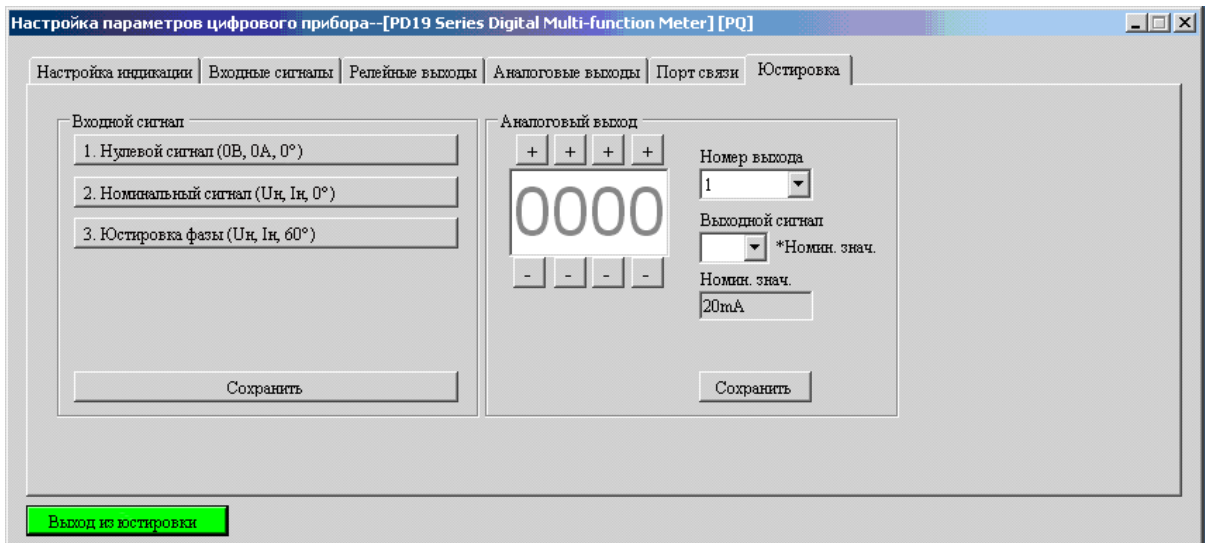 Настройка параметров цифрового прибора--[PD19 Series Digital Multi-function Meter] [PQ]
Настройка индикации Входные сигналы Релейные выходы Аналоговые выходы Порт связи Юстировка
Входной сигнал
1. Нулевой сигнал (0В, 0А, 0°)
2. Номинальный сигнал (Uн, Iн, 0°)
3. Юстировка фазы (Uн, Iн, 60°)
Сохранить
Аналоговый выход
+ + + +
0000
- - - -
Номер выхода
1
Выходной сигнал
*Номин. знач.
Номин. знач.
20mA
Сохранить
Выход из юстировки